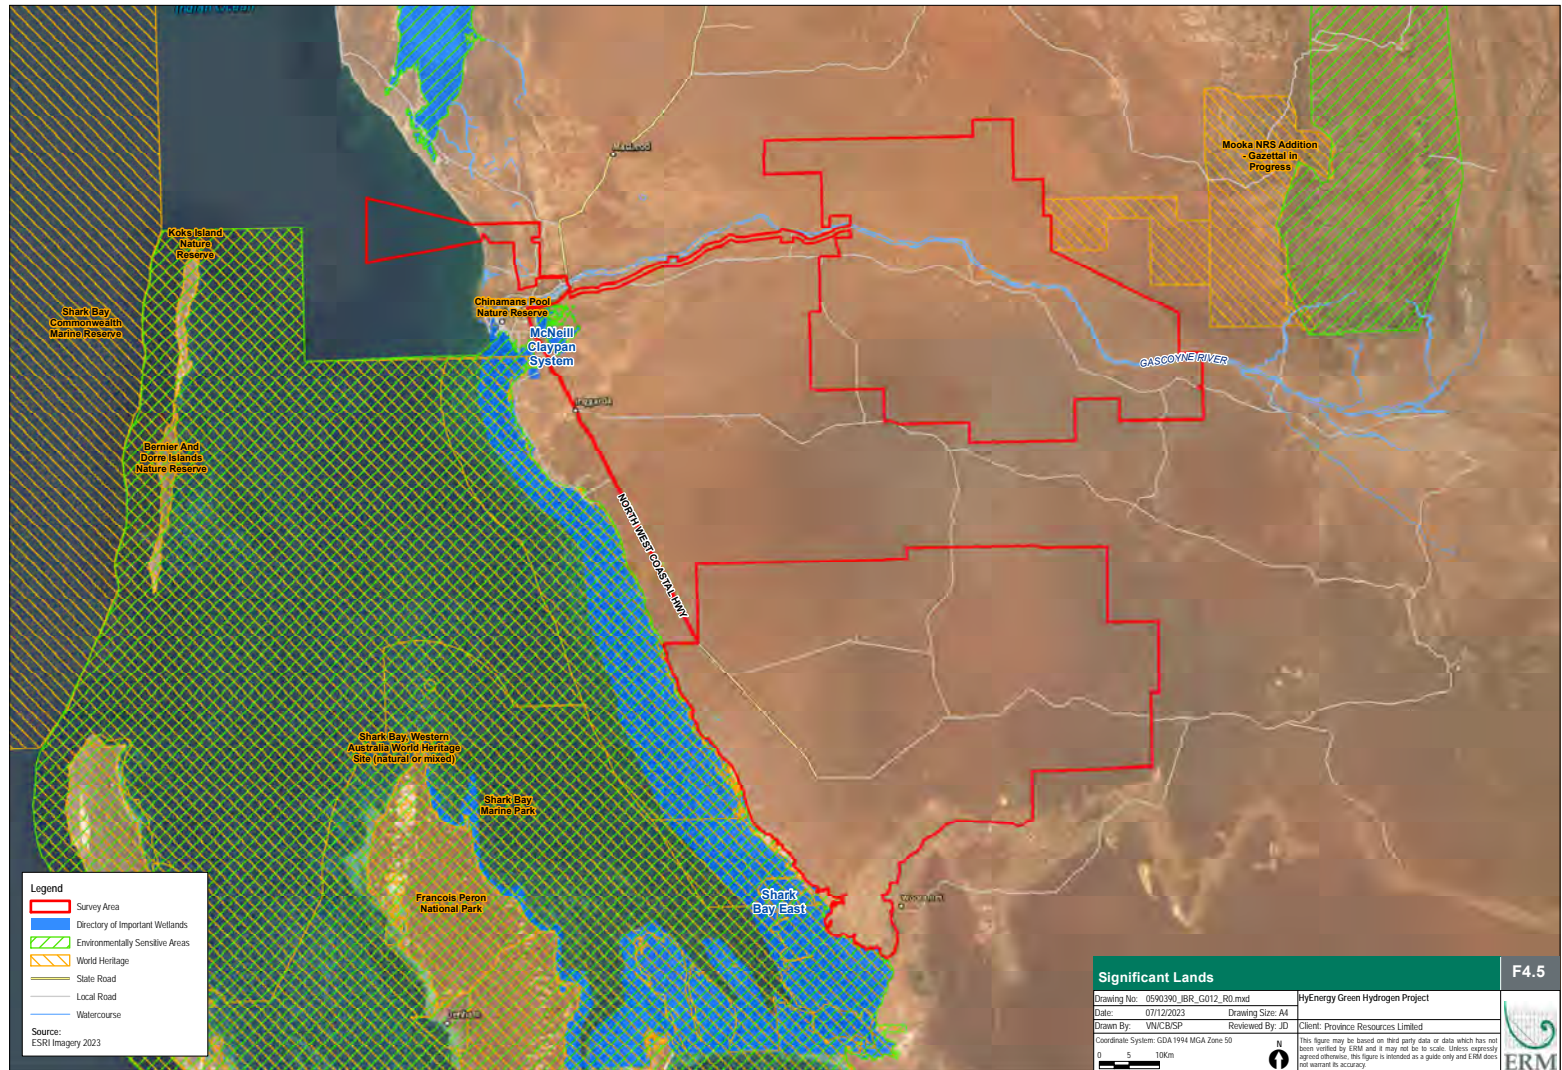 Koks Island
Nature
Reserve
Shark Bay
Commonwealth
Marine Reserve
Bernier And
Dorre Islands
Nature Reserve
Chinamans Pool
Nature Reserve
McNeill
Claypan
System
Mooka NRS Addition
- Gazettal in
Progress
GASCOYNE RIVER
NORTH WEST COASTAL HWY
Shark Bay, Western
Australia World Heritage
Site (natural or mixed)
Shark Bay
Marine Park
Francois Peron
National Park
Shark
Bay East
Legend
Survey Area
Directory of Important Wetlands
Environmentally Sensitive Areas
World Heritage
State Road
Local Road
Watercourse
Source:
ESRI Imagery 2023
Significant Lands
F4.5
Drawing No: 0590390_IBR_G012_R0.mxd
Date: 07/12/2023 Drawing Size: A4
Drawn By: VN/CB/SP Reviewed By: JD
Coordinate System: GDA 1994 MGA Zone 50
0 5 10Km
N
HyEnergy Green Hydrogen Project
Client: Province Resources Limited
This figure may be based on third party data or data which has not
been verified by ERM and it may not be to scale. Unless expressly
agreed otherwise, this figure is intended as a guide only and ERM does
not warrant its accuracy.
ERM